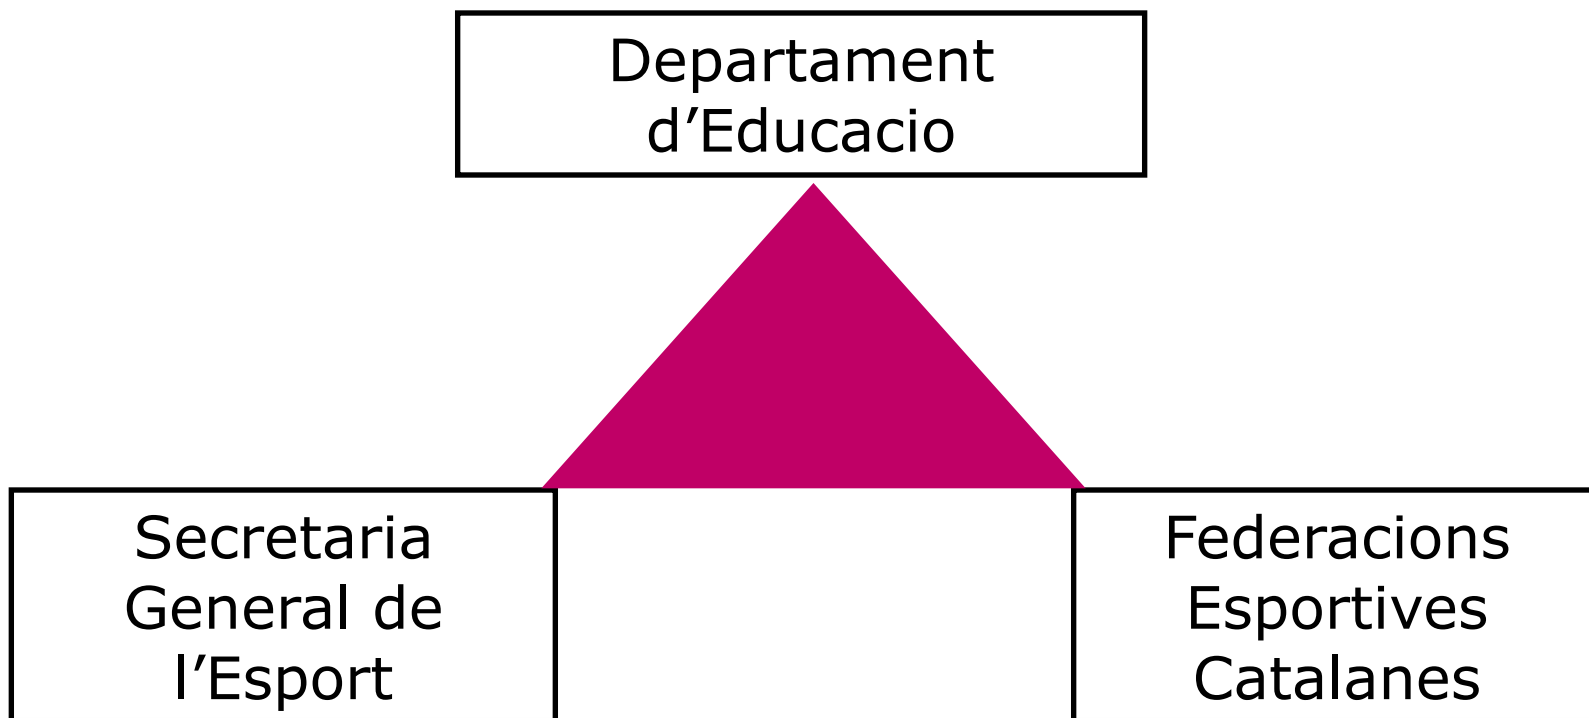 Departament
d’Educacio
Secretaria
General de
l’Esport
Federacions
Esportives
Catalanes